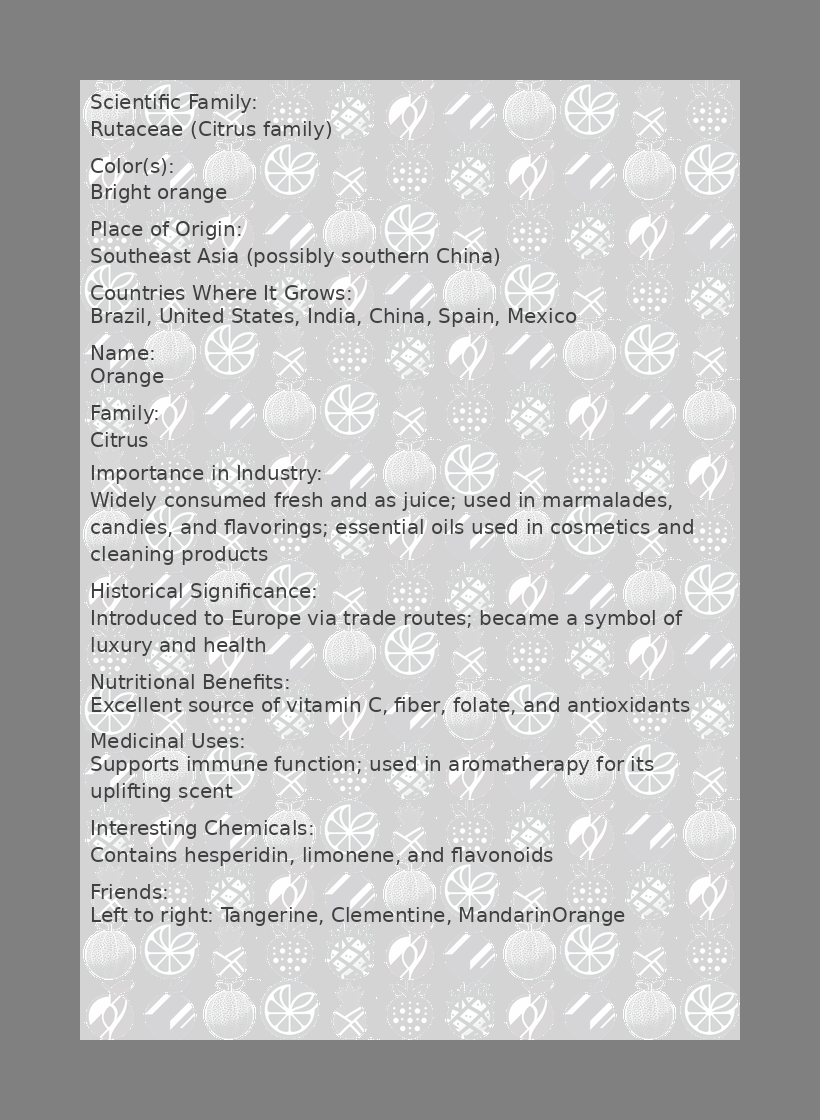 Scientific Family:
Rutaceae (Citrus family)
Color(s):
Bright orange
Place of Origin:
Southeast Asia (possibly southern China)
Countries Where It Grows:
Brazil, United States, India, China, Spain, Mexico
Name:
Orange
Family:
Citrus
Importance in Industry:
Widely consumed fresh and as juice; used in marmalades,
candies, and flavorings; essential oils used in cosmetics and
cleaning products
Historical Significance:
Introduced to Europe via trade routes; became a symbol of
luxury and health
Nutritional Benefits:
Excellent source of vitamin C, fiber, folate, and antioxidants
Medicinal Uses:
Supports immune function; used in aromatherapy for its
uplifting scent
Interesting Chemicals:
Contains hesperidin, limonene, and flavonoids
Friends:
Left to right: Tangerine, Clementine, MandarinOrange